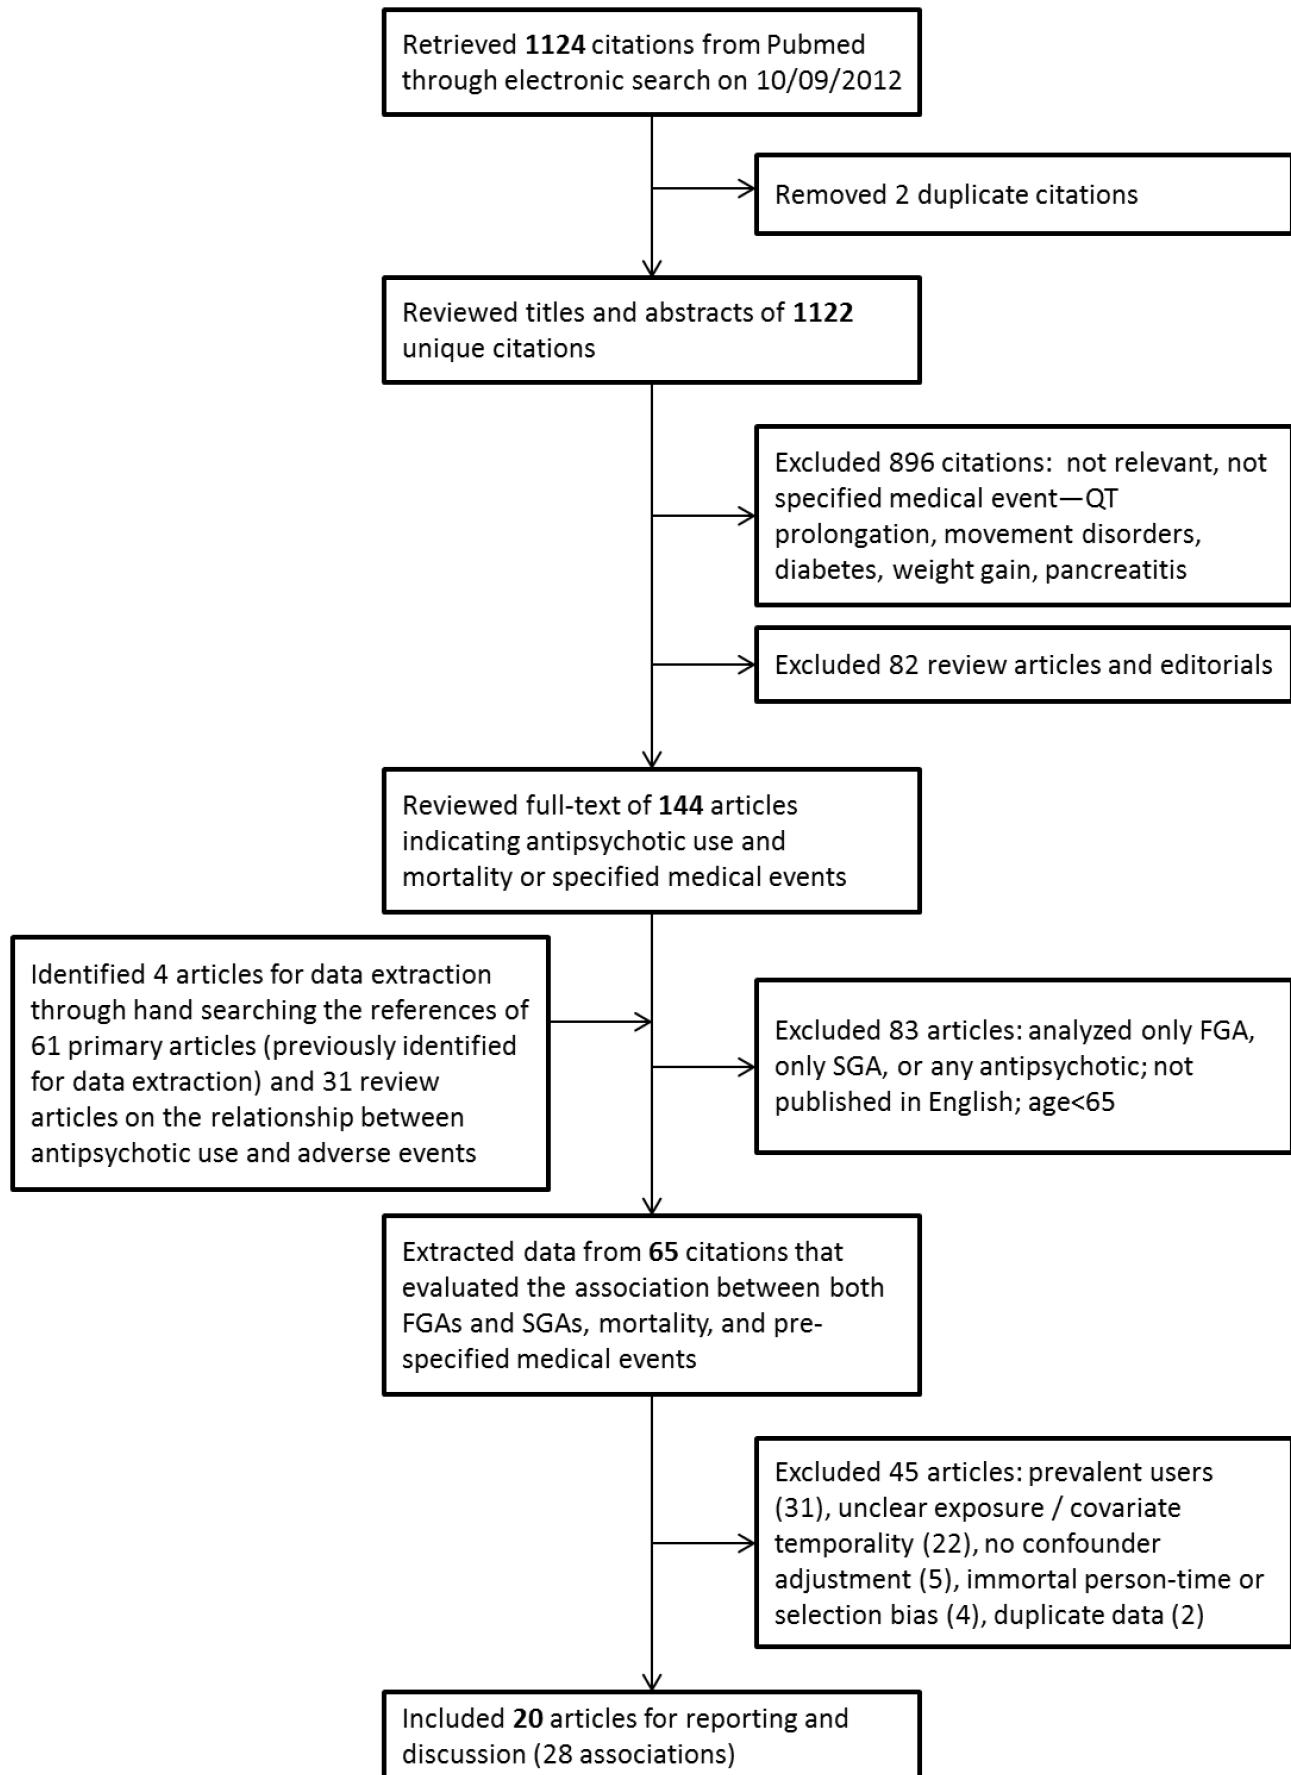 Retrieved 1124 citations from Pubmed
through electronic search on 10/09/2012
Removed 2 duplicate citations
Reviewed titles and abstracts of 1122
unique citations
Excluded 896 citations:  not relevant, not
specified medical event—QT
prolongation, movement disorders,
diabetes, weight gain, pancreatitis
Excluded 82 review articles and editorials
Reviewed full-text of 144 articles
indicating antipsychotic use and
mortality or specified medical events
Identified 4 articles for data extraction
through hand searching the references of
61 primary articles (previously identified
for data extraction) and 31 review
articles on the relationship between
antipsychotic use and adverse events
Excluded 83 articles: analyzed only FGA,
only SGA, or any antipsychotic; not
published in English; age<65
Extracted data from 65 citations that
evaluated the association between both
FGAs and SGAs, mortality, and pre-
specified medical events
Excluded 45 articles: prevalent users
(31), unclear exposure / covariate
temporality (22), no confounder
adjustment (5), immortal person-time or
selection bias (4), duplicate data (2)
Included 20 articles for reporting and
discussion (28 associations)